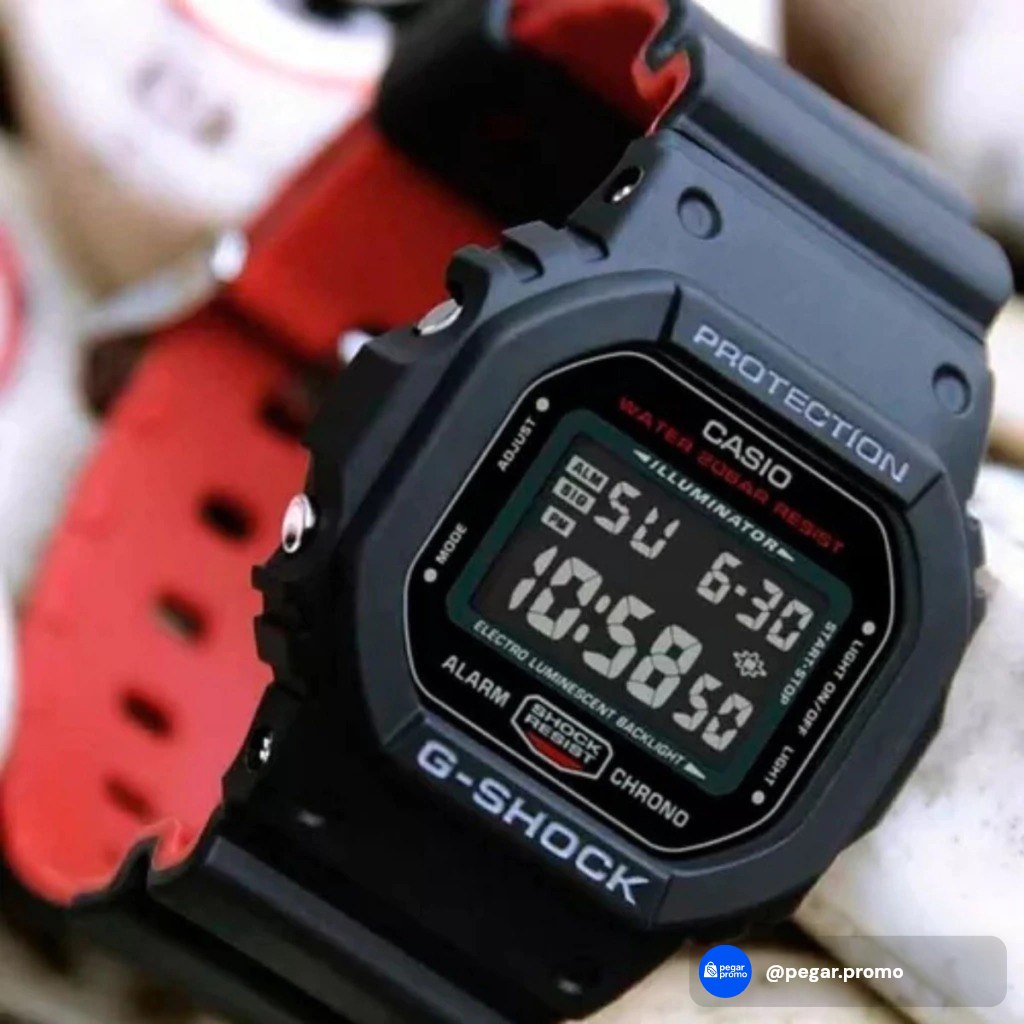 PROTECTION
CASIO
WATER 20BAR RESIST
ILLUMINATOR
ADJUST
MODE
ALM
SIG
PM
SU 6-30
10:58 50
START-STOP
LIGHT ON/OFF
LIGHT
ELECTRO LUMINESCENT BACKLIGHT
ALARM
SHOCK
RESIST
CHRONO
G-SHOCK
pegar
promo
@pegar.promo